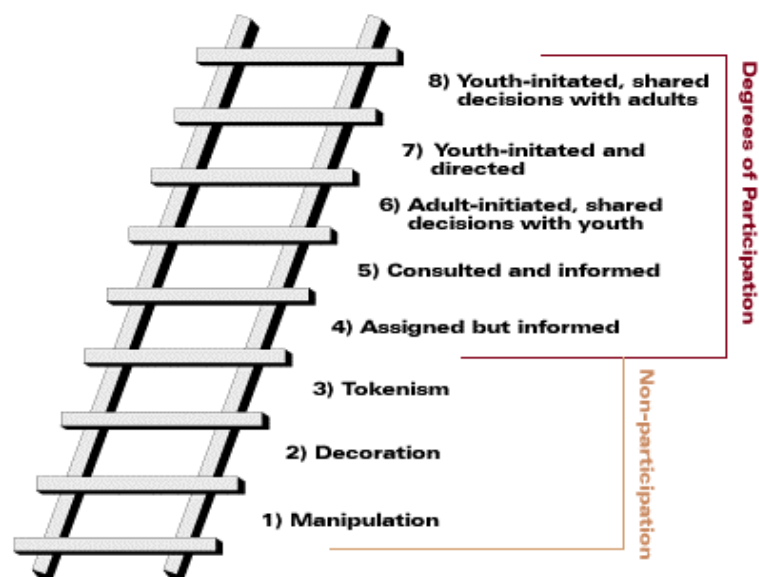 8) Youth-initated, shared
decisions with adults
7) Youth-initated and
directed
6) Adult-initiated, shared
decisions with youth
5) Consulted and informed
4) Assigned but informed
3) Tokenism
2) Decoration
1) Manipulation
Degrees of Participation
Non-participation